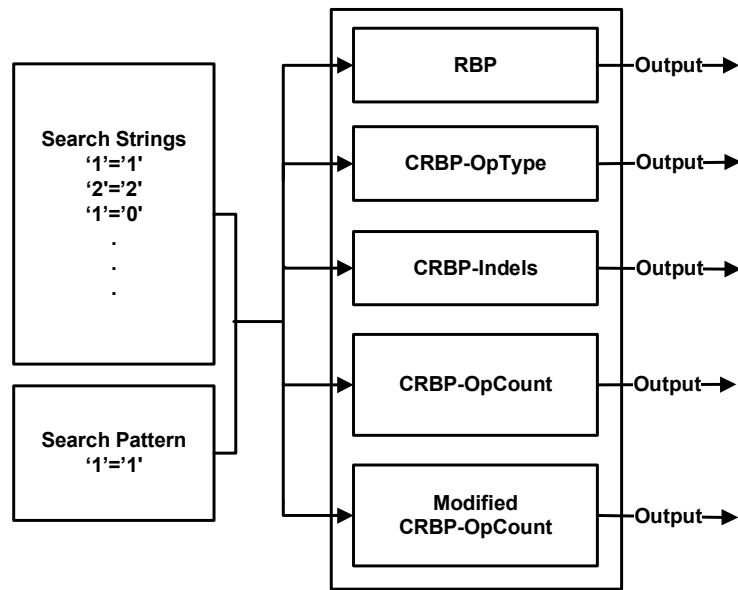 Search Strings
‘1’=’1'
‘2'=’2'
‘1’=’0'
.
.
.
Search Pattern
‘1’=’1'
RBP
Output
CRBP-OpType
Output
CRBP-Indels
Output
CRBP-OpCount
Output
Modified
CRBP-OpCount
Output